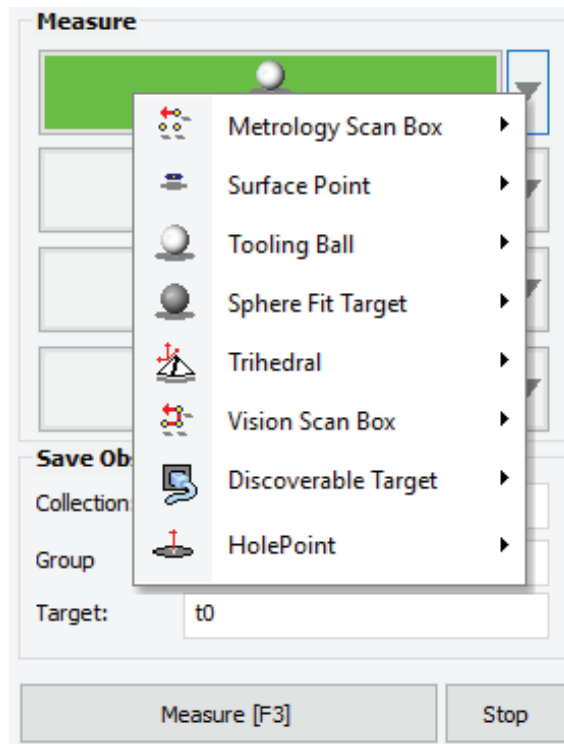 Measure
Metrology Scan Box
Surface Point
Tooling Ball
Sphere Fit Target
Trihedral
Vision Scan Box
Discoverable Target
HolePoint
Save Ob
Collection:
Group
Target: t0
Measure [F3] Stop